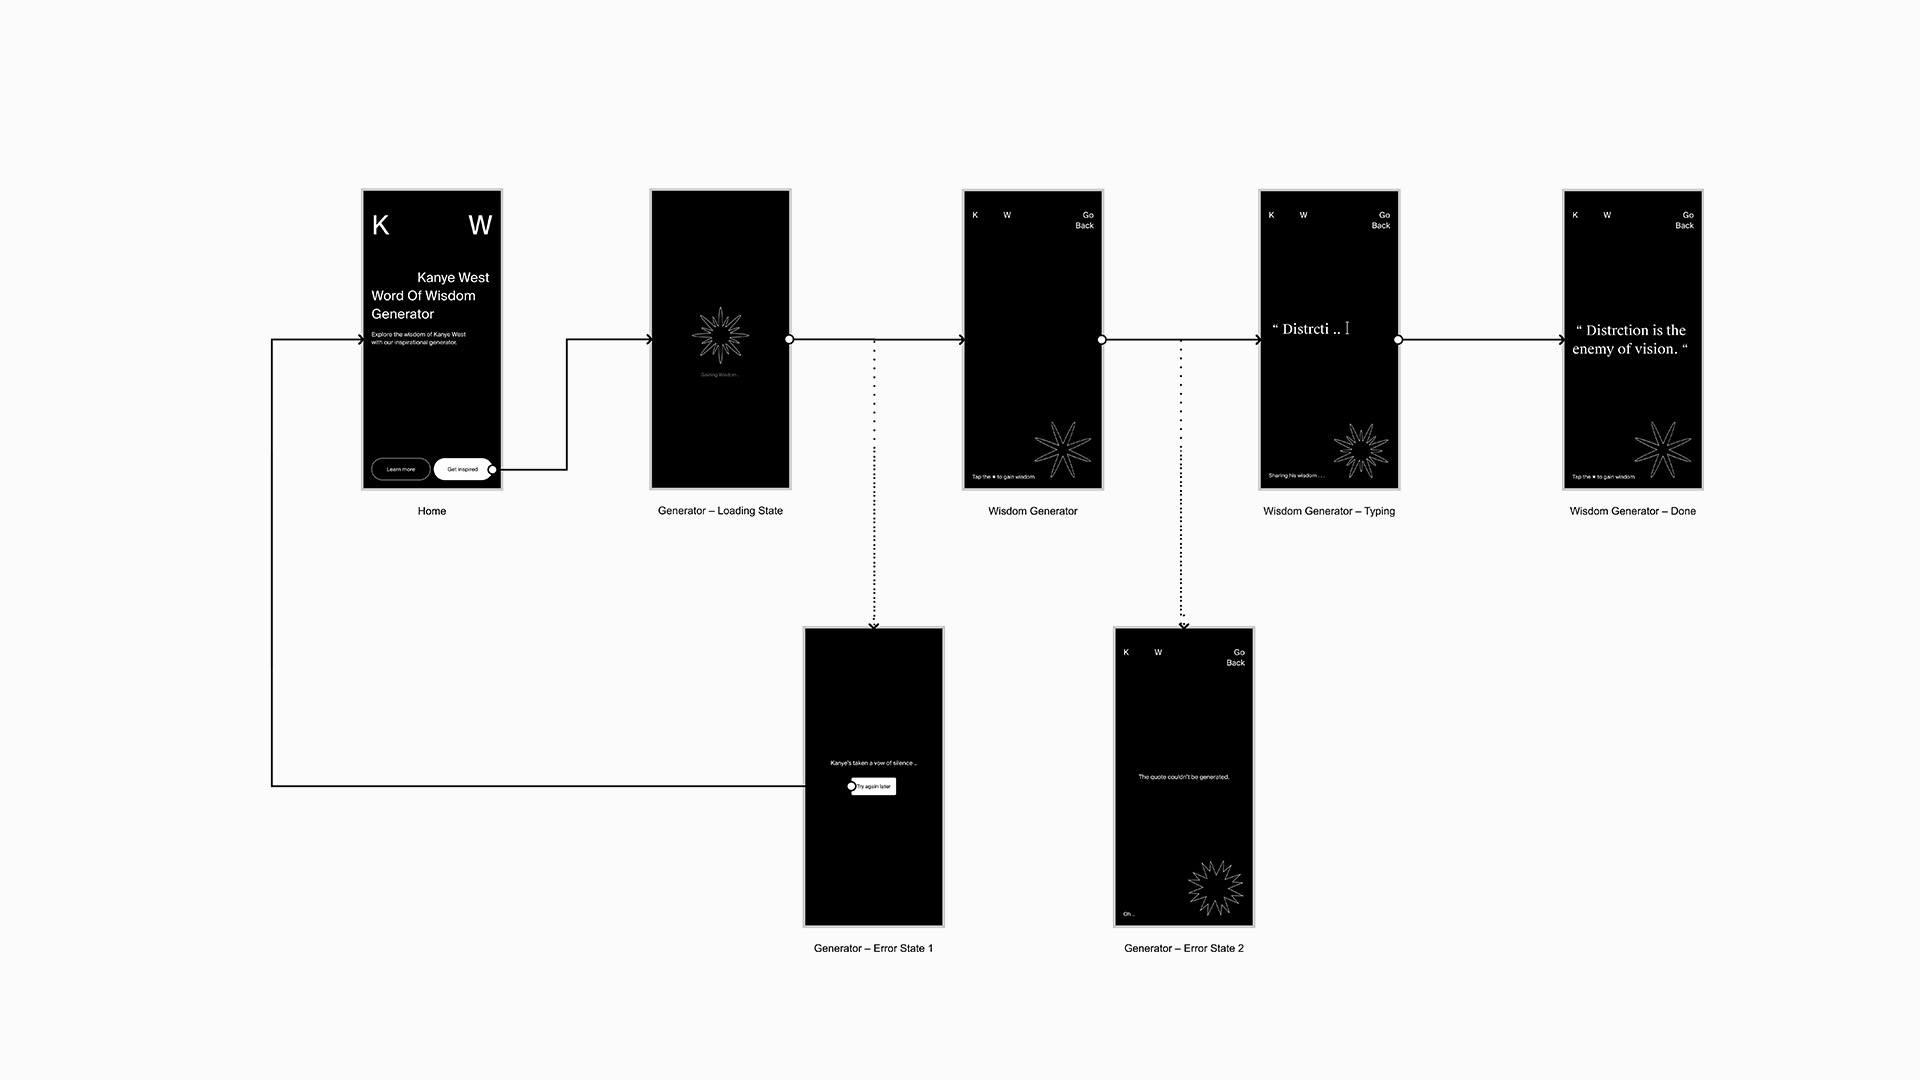 K W
Kanye West
Word Of Wisdom
Generator
Explore the wisdom of Kanye West
with our inspirational generator.
Learn more
Get inspired
Home
Gaining Wisdom..
Generator – Loading State
K W Go
Back
Tap the ★ to gain wisdom
Wisdom Generator
K W Go
Back
“ Distrcti ..
Sharing his wisdom . . .
Wisdom Generator – Typing
K W Go
Back
“ Distrction is the
enemy of vision. “
Tap the ★ to gain wisdom
Wisdom Generator – Done
Kanye's taken a vow of silence ..
Try again later
Generator – Error State 1
K W Go
Back
The quote couldn't be generated.
Oh ..
Generator – Error State 2